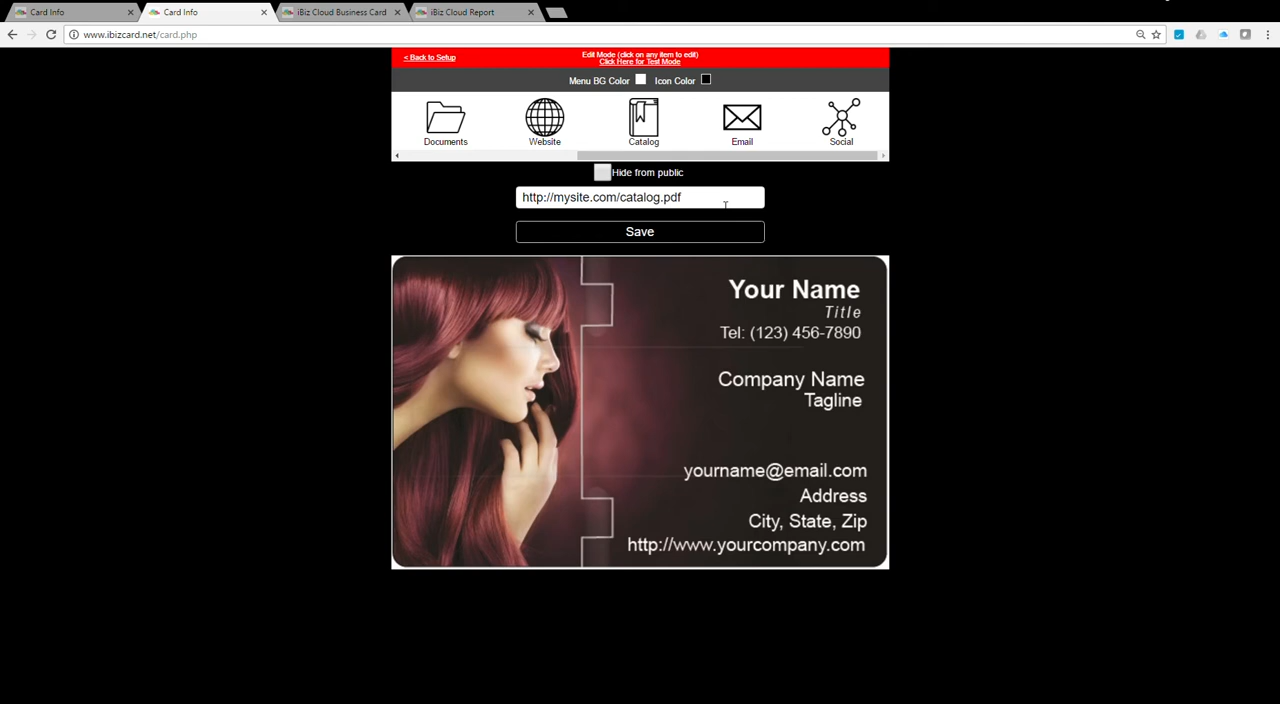 Card Info
Card Info
iBiz Cloud Business Card
iBiz Cloud Report
www.ibizcard.net/card.php
< Back to Setup
Edit Mode (click on any item to edit)
Click Here for Test Mode
Menu BG Color
Icon Color
Documents
Website
Catalog
Email
Social
Hide from public
http://mysite.com/catalog.pdf
Save
Your Name
Title
Tel: (123) 456-7890
Company Name
Tagline
yourname@email.com
Address
City, State, Zip
http://www.yourcompany.com